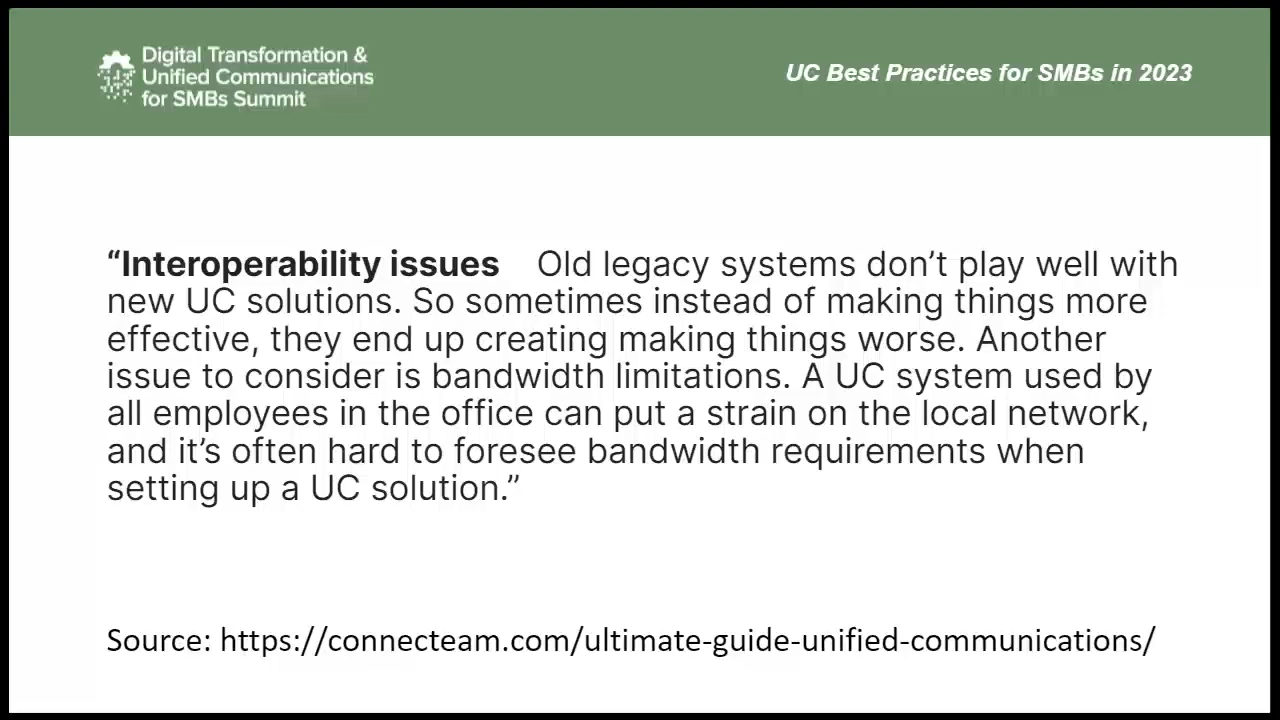 Digital Transformation &
Unified Communications
for SMBs Summit
UC Best Practices for SMBs in 2023
“Interoperability issues Old legacy systems don’t play well with
new UC solutions. So sometimes instead of making things more
effective, they end up creating making things worse. Another
issue to consider is bandwidth limitations. A UC system used by
all employees in the office can put a strain on the local network,
and it’s often hard to foresee bandwidth requirements when
setting up a UC solution.”
Source: https://connecteam.com/ultimate-guide-unified-communications/